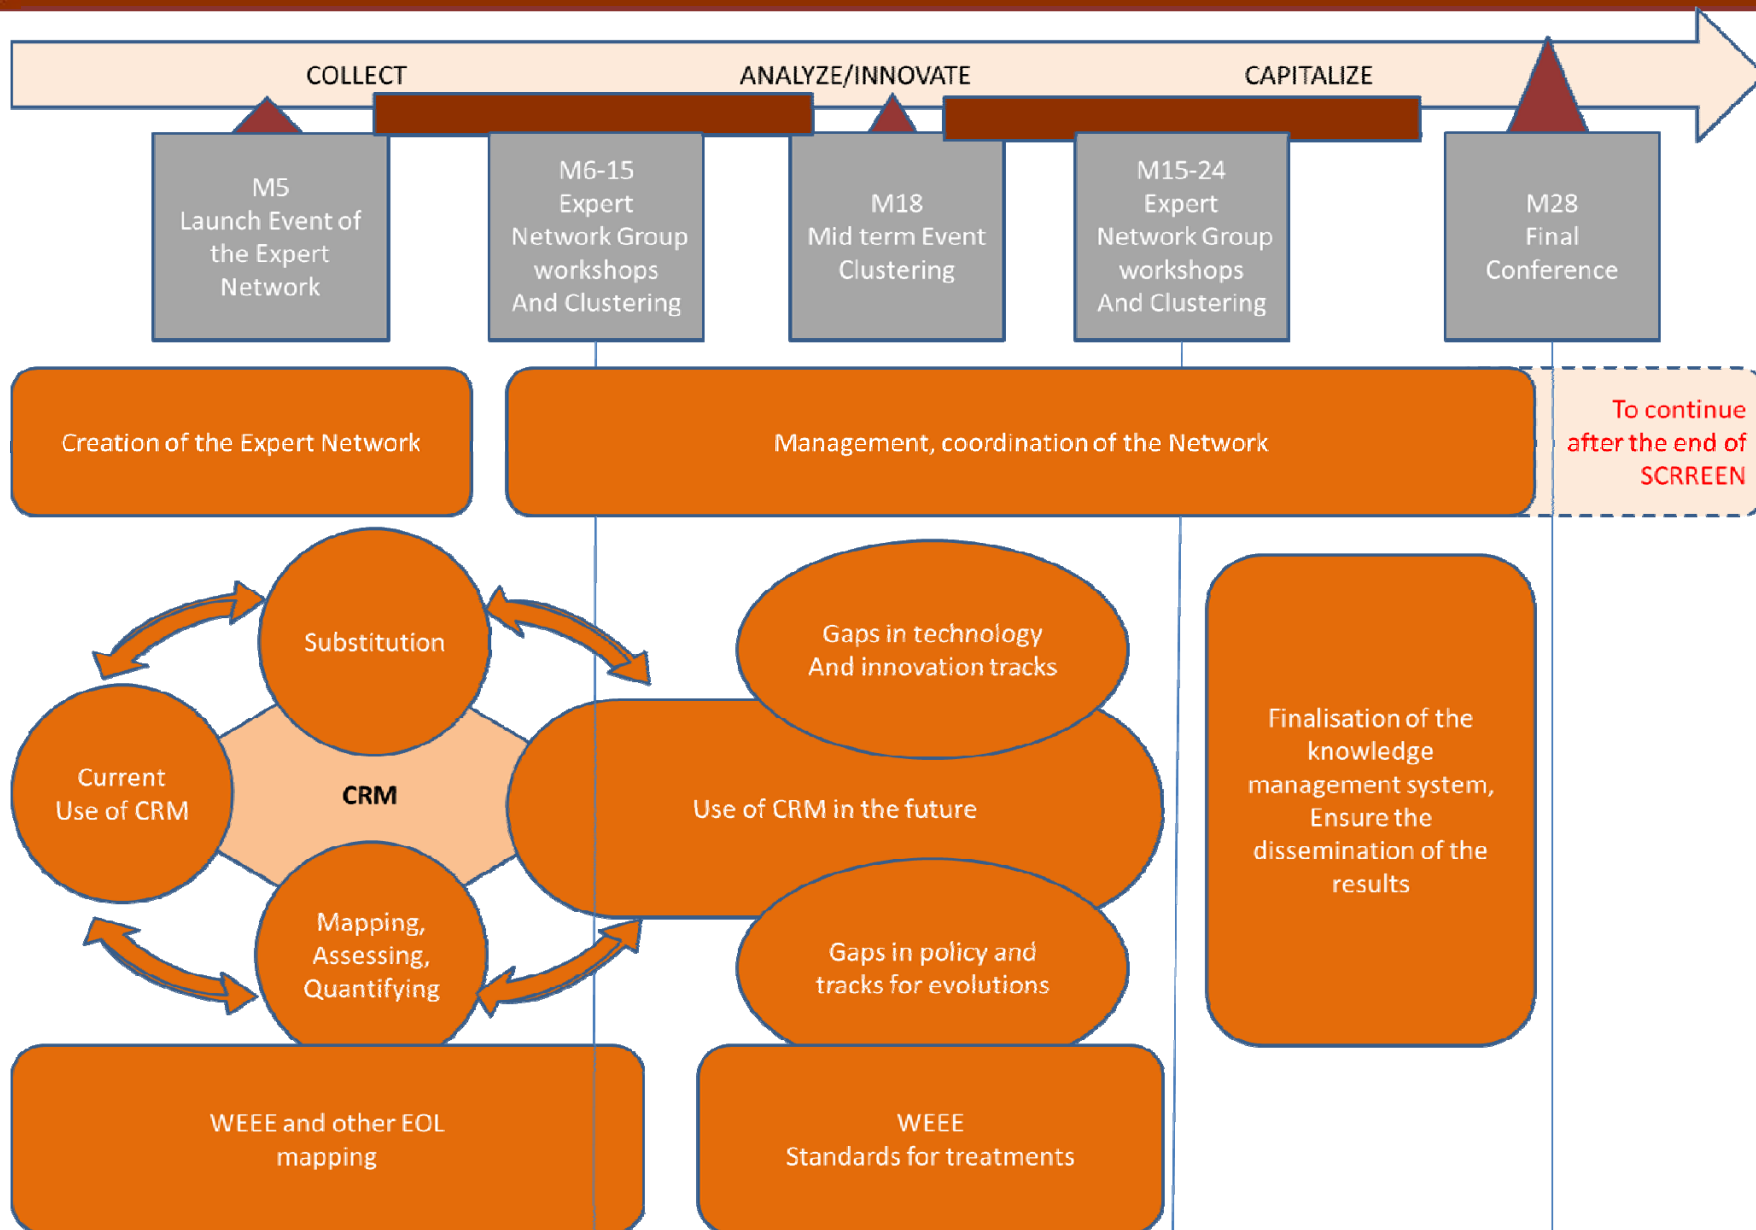 COLLECT
ANALYZE/INNOVATE
CAPITALIZE
M5
Launch Event of
the Expert
Network
M6-15
Expert
Network Group
workshops
And Clustering
M18
Mid term Event
Clustering
M15-24
Expert
Network Group
workshops
And Clustering
M28
Final
Conference
Creation of the Expert Network
Management, coordination of the Network
To continue
after the end of
SCRREEN
Substitution
Current
Use of CRM
CRM
Mapping,
Assessing,
Quantifying
Gaps in technology
And innovation tracks
Use of CRM in the future
Gaps in policy and
tracks for evolutions
Finalisation of the
knowledge
management system,
Ensure the
dissemination of the
results
WEEE and other EOL
mapping
WEEE
Standards for treatments